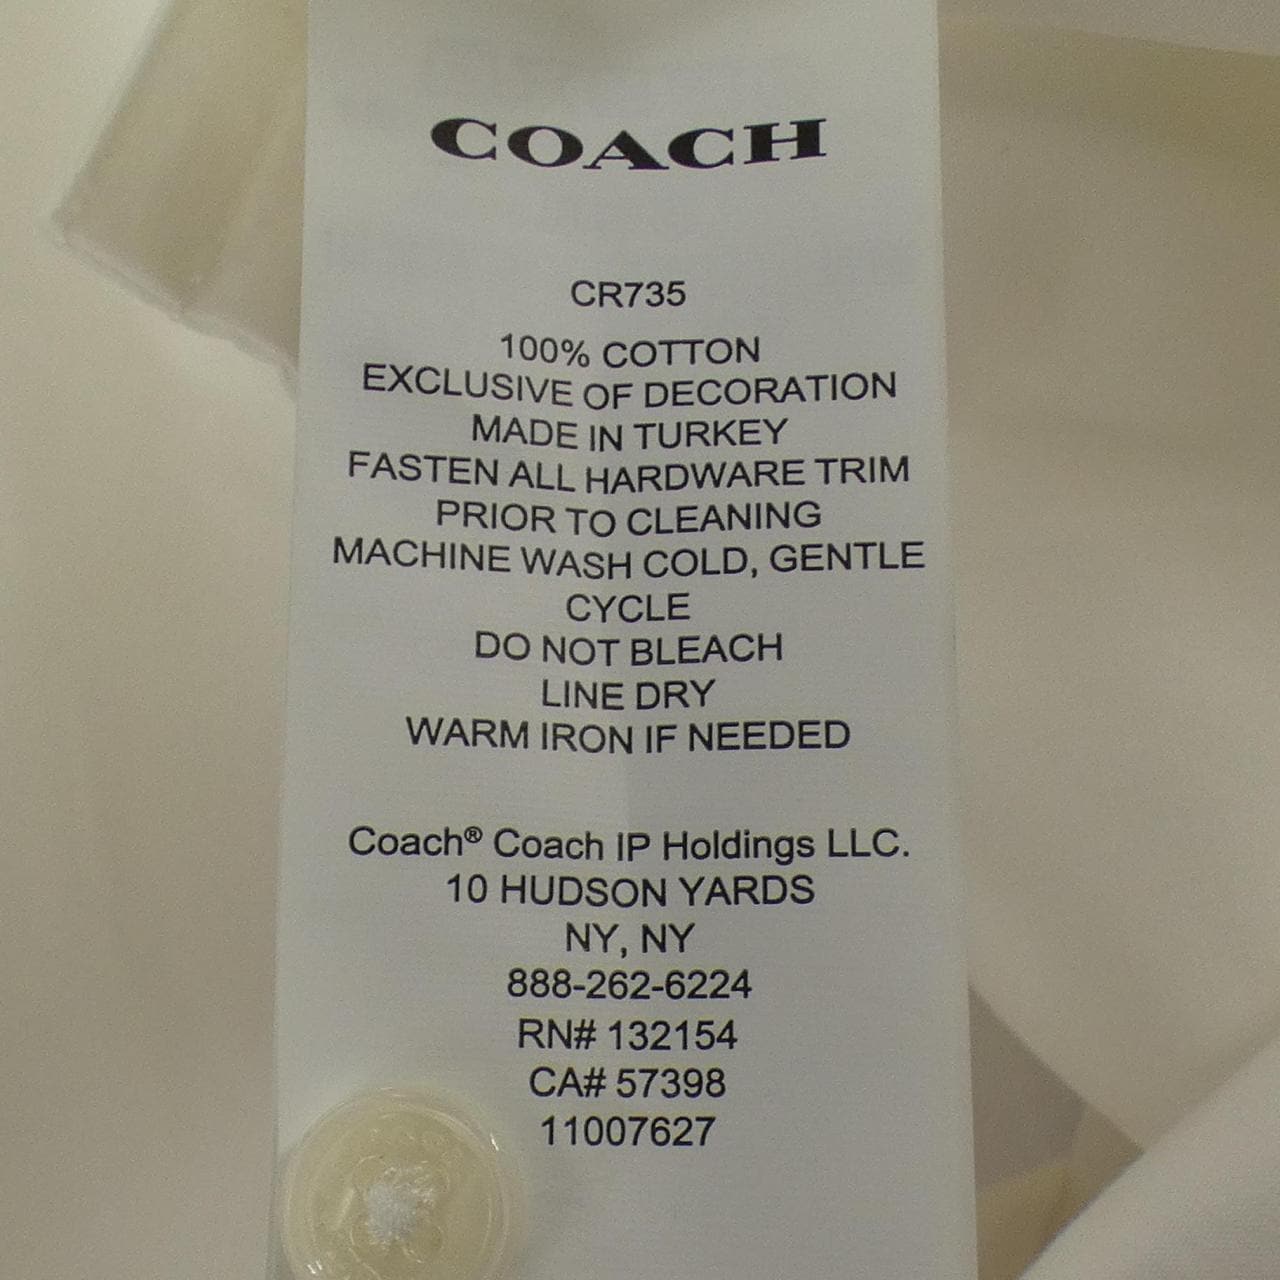 COACH
CR735
100% COTTON
EXCLUSIVE OF DECORATION
MADE IN TURKEY
FASTEN ALL HARDWARE TRIM
PRIOR TO CLEANING
MACHINE WASH COLD, GENTLE
CYCLE
DO NOT BLEACH
LINE DRY
WARM IRON IF NEEDED
Coach® Coach IP Holdings LLC.
10 HUDSON YARDS
NY, NY
888-262-6224
RN# 132154
CA# 57398
11007627